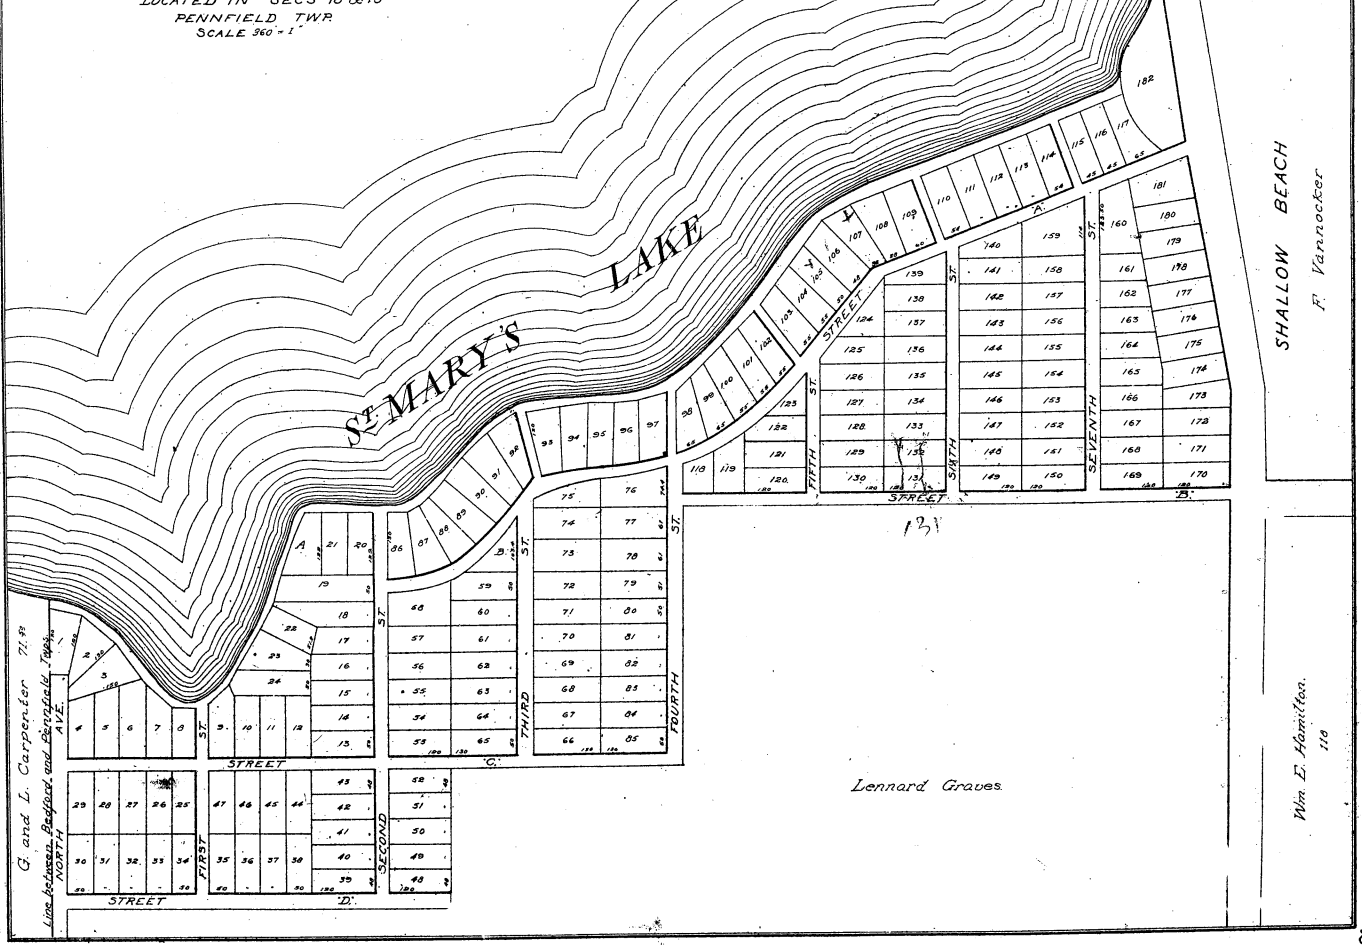 LOCATED IN SECS
PENNFIELD TWP.
SCALE 360 = 1"
ST. MARY'S LAKE
SHALLOW BEACH
F. Vannocker
Wm. E. Hamilton.
118
Lennard Graves.
G. and L. Carpenter
Line between Bedford and Pennfield Twps.
NORTH AVE.
FIRST ST.
SECOND ST.
THIRD ST.
FOURTH ST.
FIFTH ST.
SIXTH ST.
SEVENTH ST.
STREET "A"
STREET "B"
STREET "C"
STREET "D"
182
115 116 117
110 111 112 113 114
103 104 105 106 107 108 109
98 99 100 101 102
93 94 95 96 97
86 87 88 89 90 91 92
A 21 20
19
18
17
16
15
14
13
22
23
24
2
3
4 5 6 7 8
9 10 11 12
29 28 27 26 25
30 31 32 33 34
47 46 45 44
35 36 37 38
43
42
41
40
39
52
51
50
49
48
B
59
68 60
57 61
56 62
55 63
54 64
53 65
75 76
74 77
73 78
72 79
71 80
70 81
69 82
68 83
67 84
66 85
118 119
123
122
121
120
124
125
126
127
128
129
130
139
138
137
136
135
134
133
132
131
140 159
141 158
142 157
143 156
144 155
145 154
146 153
147 152
148 151
149 150
160
161
162
163
164
165
166
167
168
169
181
180
179
178
177
176
175
174
173
172
171
170
131